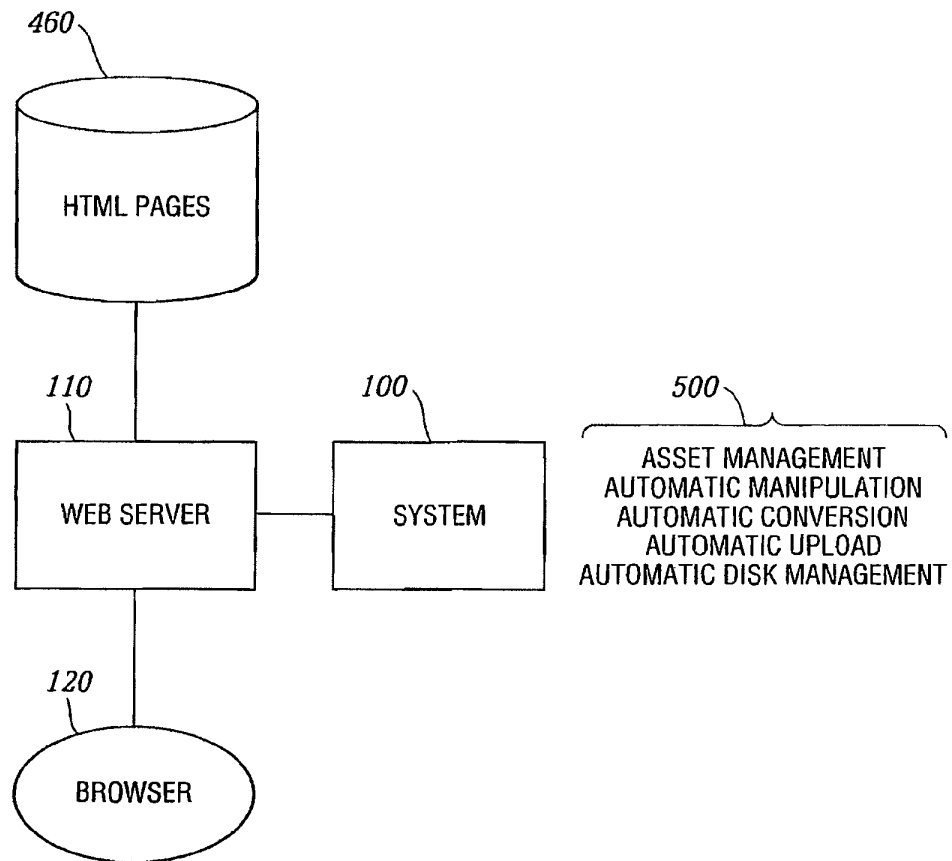 460
HTML PAGES
110
100
500
WEB SERVER
SYSTEM
ASSET MANAGEMENT
AUTOMATIC MANIPULATION
AUTOMATIC CONVERSION
AUTOMATIC UPLOAD
AUTOMATIC DISK MANAGEMENT
120
BROWSER